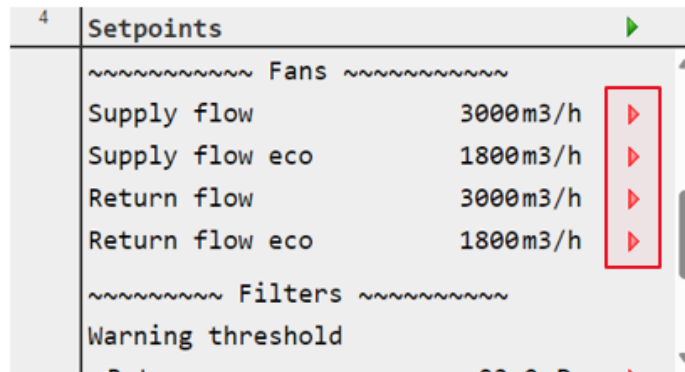 4
Setpoints
~~~~~~~~~~~ Fans ~~~~~~~~~~~
Supply flow 3000m3/h
Supply flow eco 1800m3/h
Return flow 3000m3/h
Return flow eco 1800m3/h
~~~~~~~~~ Filters ~~~~~~~~~~
Warning threshold